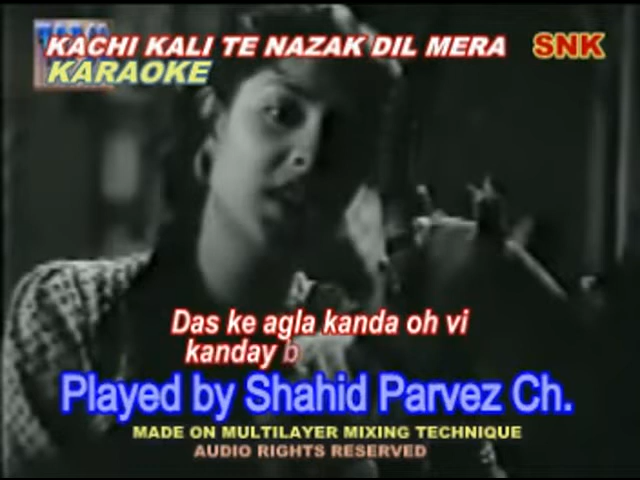 KACHI KALI TE NAZAK DIL MERA SNK
KARAOKE
Das ke agla kanda oh vi
kanday b
Played by Shahid Parvez Ch.
MADE ON MULTILAYER MIXING TECHNIQUE
AUDIO RIGHTS RESERVED